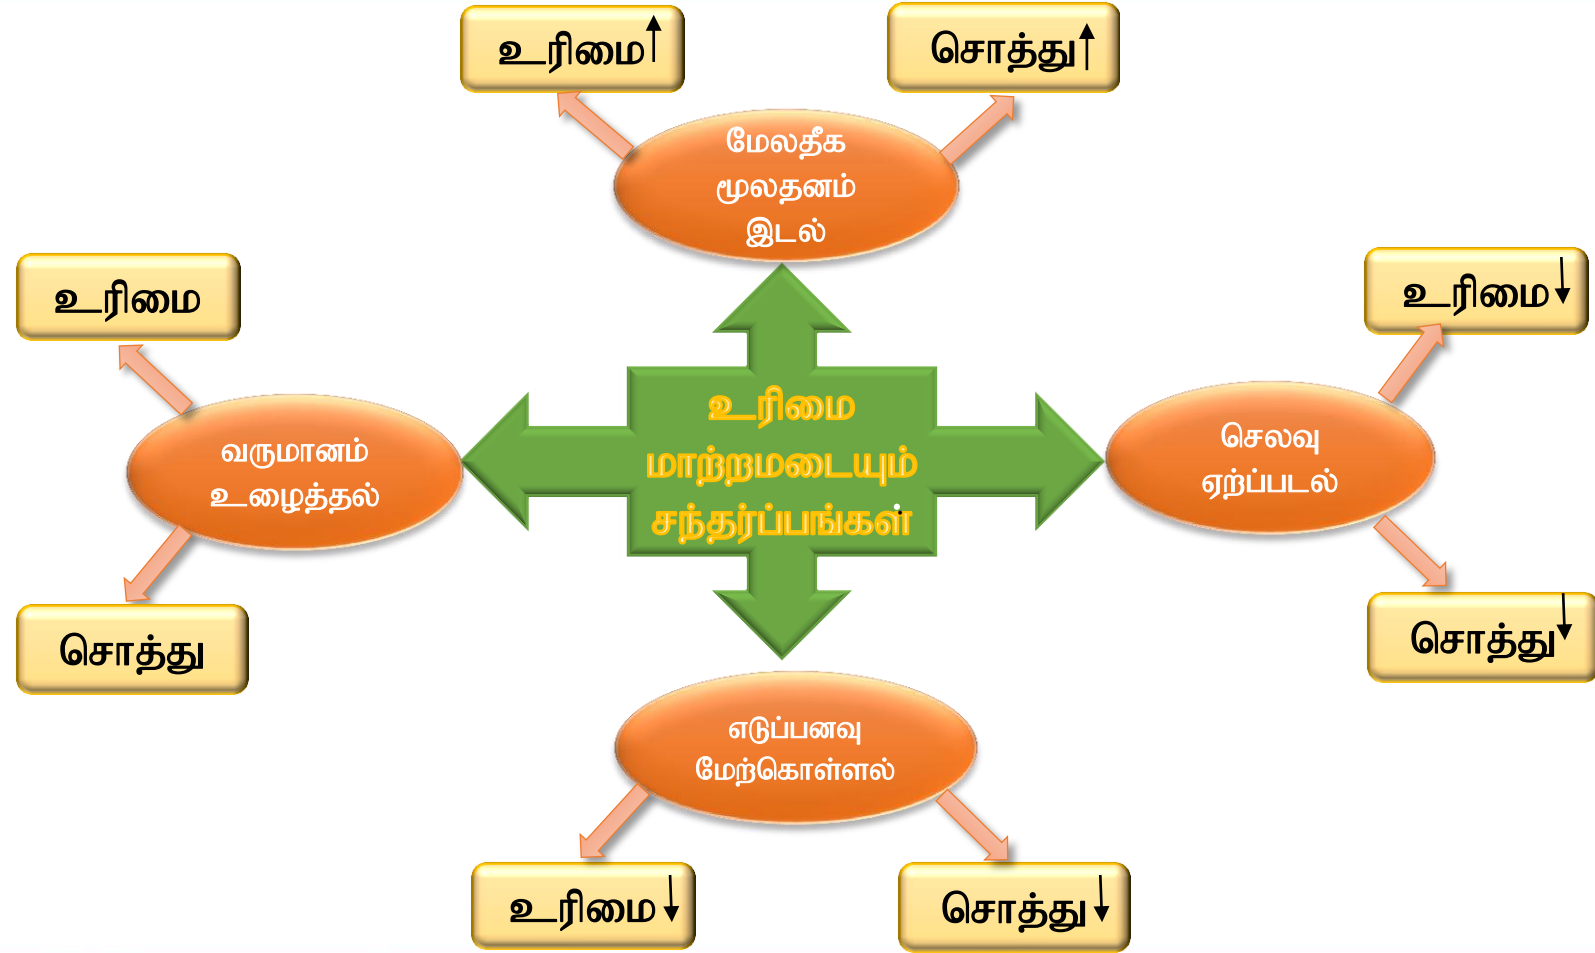 உரிமை
சொத்து
மேலதீக
மூலதனம்
இடல்
உரிமை
உரிமை
உரிமை
மாற்றமடையும்
சந்தர்ப்பங்கள்
வருமானம்
உழைத்தல்
செலவு
ஏற்ப்படல்
சொத்து
சொத்து
எடுப்பனவு
மேற்கொள்ளல்
உரிமை
சொத்து